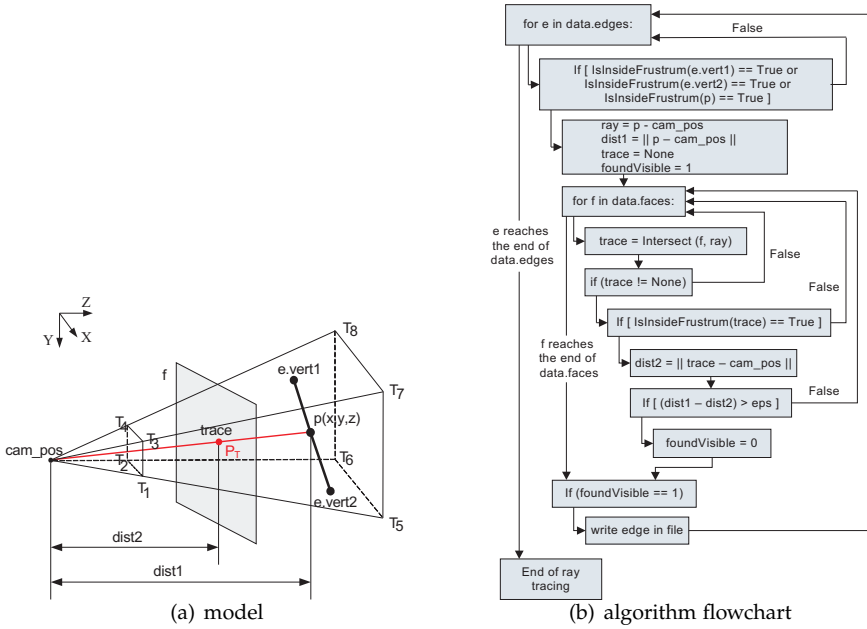 Z
X
Y
T8
f
e.vert1
T7
p(x,y,z)
T4
trace
T3
cam_pos
PT
T2
T6
T1
e.vert2
T5
dist2
dist1
(a) model
for e in data.edges:
False
If [ IsInsideFrustrum(e.vert1) == True or
IsInsideFrustrum(e.vert2) == True or
IsInsideFrustrum(p) == True ]
ray = p - cam_pos
dist1 = || p – cam_pos ||
trace = None
foundVisible = 1
for f in data.faces:
e reaches
the end of
data.edges
trace = Intersect (f, ray)
False
if (trace != None)
False
If [ IsInsideFrustrum(trace) == True ]
f reaches
the end of
data.faces
dist2 = || trace – cam_pos ||
False
If [ (dist1 – dist2) > eps ]
foundVisible = 0
If (foundVisible == 1)
write edge in file
End of ray
tracing
(b) algorithm flowchart